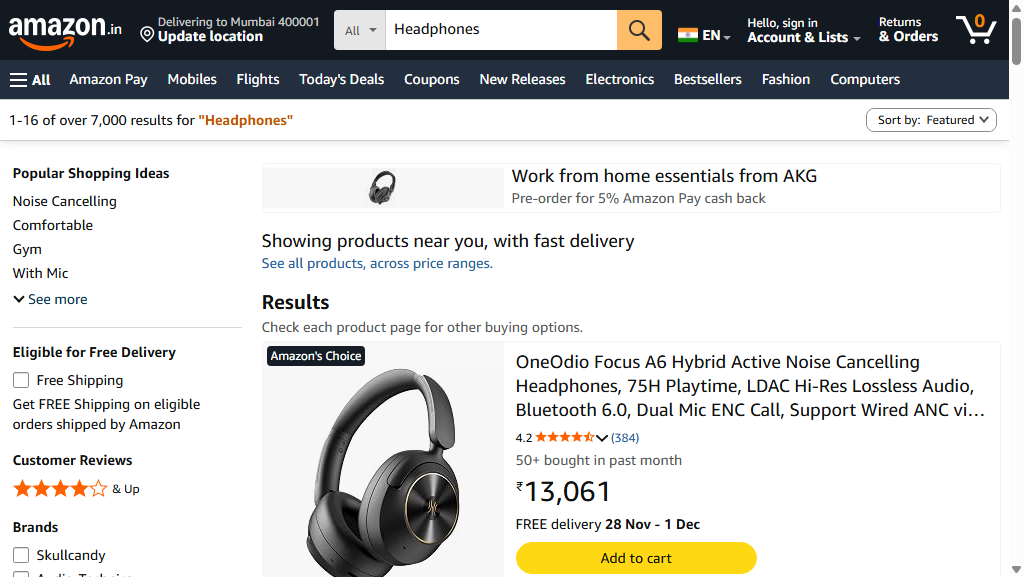 amazon.in
Delivering to Mumbai 400001
Update location
All
Headphones
EN
Hello, sign in
Account & Lists
Returns
& Orders
0
All
Amazon Pay
Mobiles
Flights
Today's Deals
Coupons
New Releases
Electronics
Bestsellers
Fashion
Computers
1-16 of over 7,000 results for "Headphones"
Sort by: Featured
Popular Shopping Ideas
Noise Cancelling
Comfortable
Gym
With Mic
See more
Eligible for Free Delivery
Free Shipping
Get FREE Shipping on eligible
orders shipped by Amazon
Customer Reviews
& Up
Brands
Skullcandy
Work from home essentials from AKG
Pre-order for 5% Amazon Pay cash back
Showing products near you, with fast delivery
See all products, across price ranges.
Results
Check each product page for other buying options.
Amazon's Choice
OneOdio Focus A6 Hybrid Active Noise Cancelling
Headphones, 75H Playtime, LDAC Hi-Res Lossless Audio,
Bluetooth 6.0, Dual Mic ENC Call, Support Wired ANC vi...
4.2 (384)
50+ bought in past month
₹13,061
FREE delivery 28 Nov - 1 Dec
Add to cart